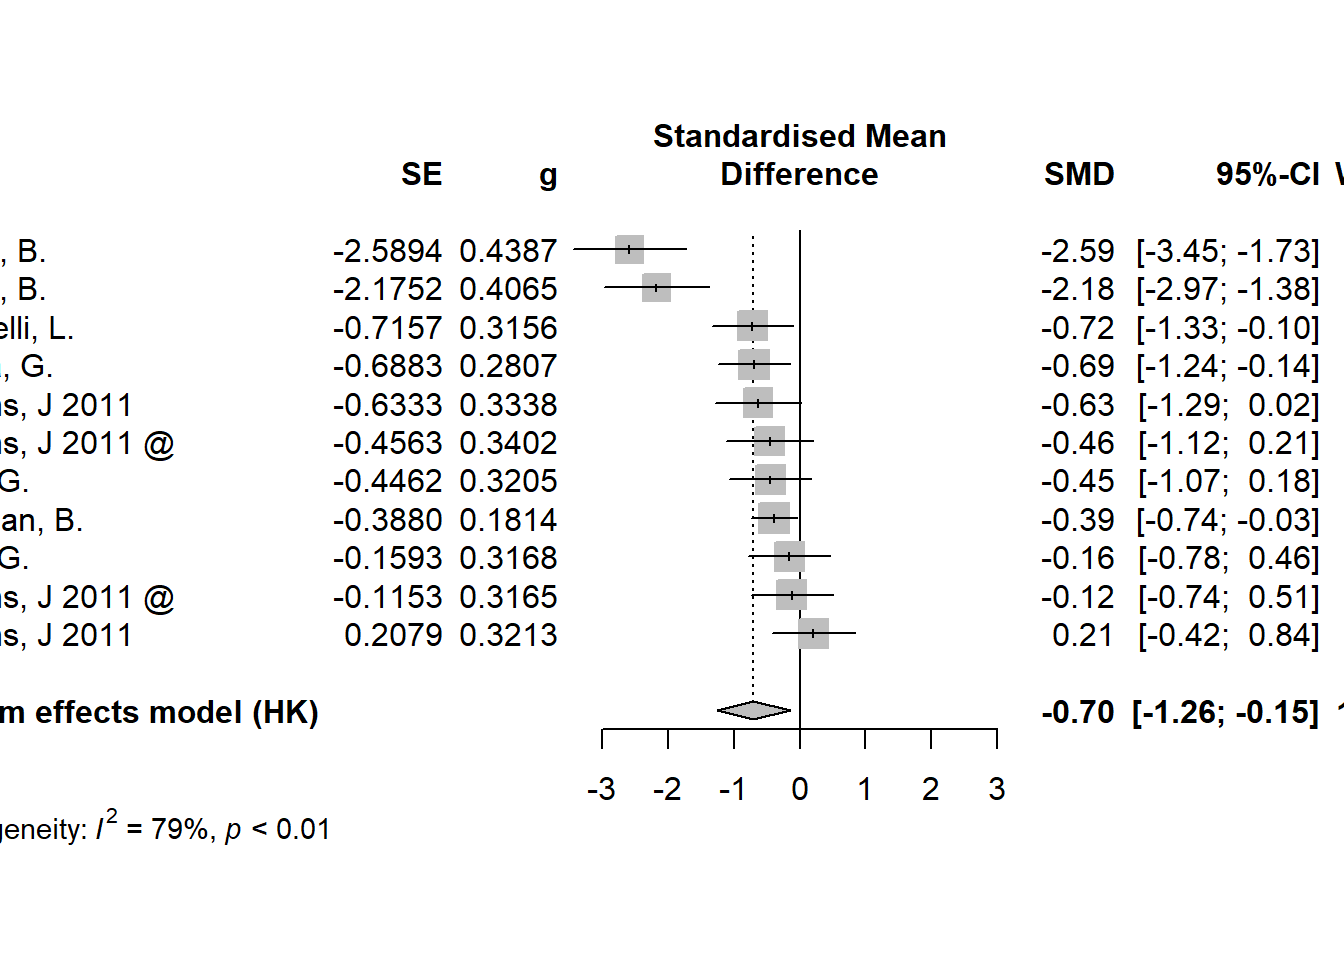 Standardised Mean
SE g Difference SMD 95%-CI
, B. -2.5894 0.4387 -2.59 [-3.45; -1.73]
, B. -2.1752 0.4065 -2.18 [-2.97; -1.38]
elli, L. -0.7157 0.3156 -0.72 [-1.33; -0.10]
, G. -0.6883 0.2807 -0.69 [-1.24; -0.14]
ns, J 2011 -0.6333 0.3338 -0.63 [-1.29; 0.02]
ns, J 2011 @ -0.4563 0.3402 -0.46 [-1.12; 0.21]
G. -0.4462 0.3205 -0.45 [-1.07; 0.18]
an, B. -0.3880 0.1814 -0.39 [-0.74; -0.03]
G. -0.1593 0.3168 -0.16 [-0.78; 0.46]
ns, J 2011 @ -0.1153 0.3165 -0.12 [-0.74; 0.51]
ns, J 2011 0.2079 0.3213 0.21 [-0.42; 0.84]
m effects model (HK) -0.70 [-1.26; -0.15]
-3 -2 -1 0 1 2 3
geneity: I² = 79%, p < 0.01